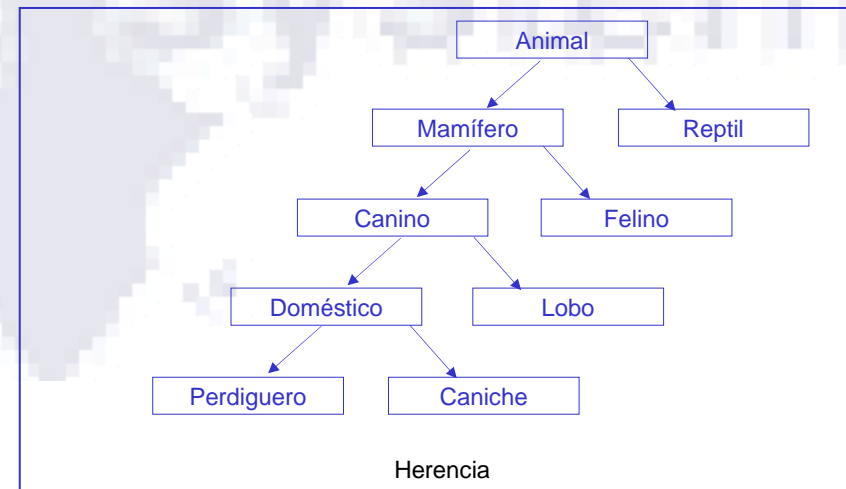 Animal
Mamífero
Reptil
Canino
Felino
Doméstico
Lobo
Perdiguero
Caniche
Herencia